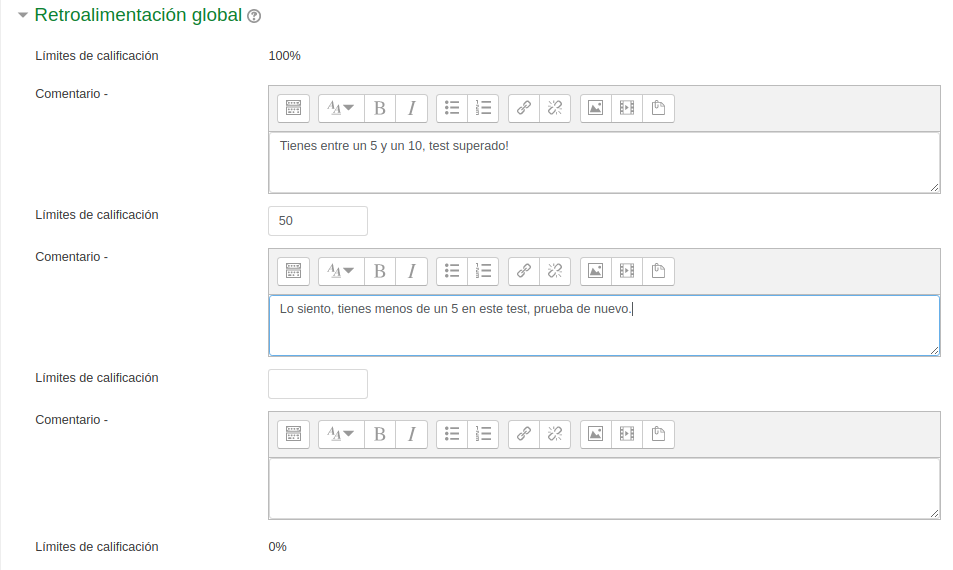 Retroalimentación global
Límites de calificación 100%
Comentario -
Tienes entre un 5 y un 10, test superado!
Límites de calificación 50
Comentario -
Lo siento, tienes menos de un 5 en este test, prueba de nuevo.
Límites de calificación
Comentario -
Límites de calificación 0%